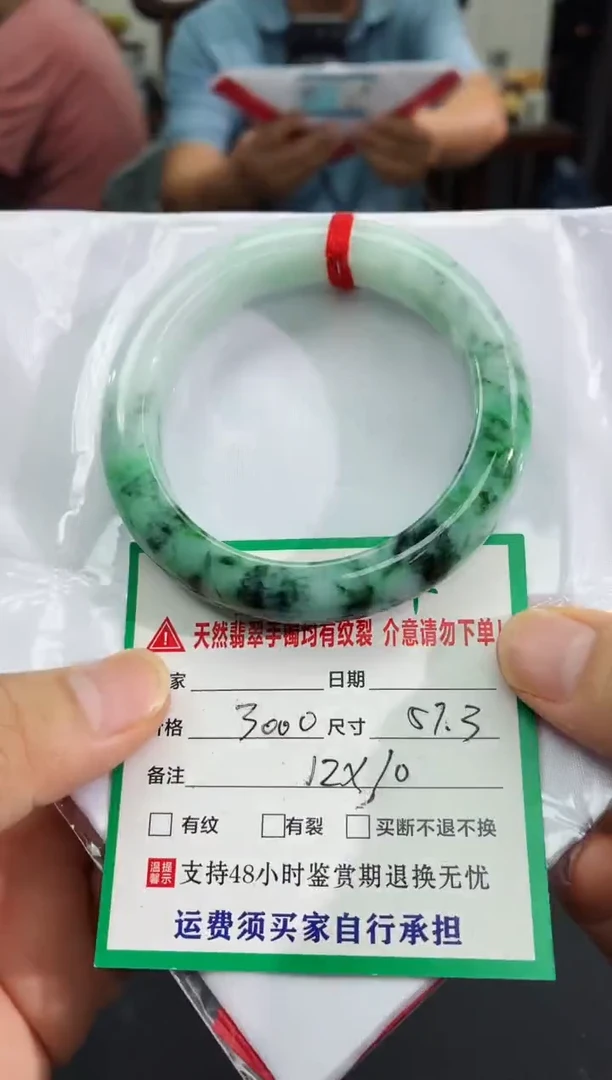 天然翡翠手镯均有纹裂 介意请勿下单!
家 日期
格 3000 尺寸 57.3
备注 12X10
有纹 有裂 买断不退不换
温馨提示 支持48小时鉴赏期退换无忧
运费须买家自行承担